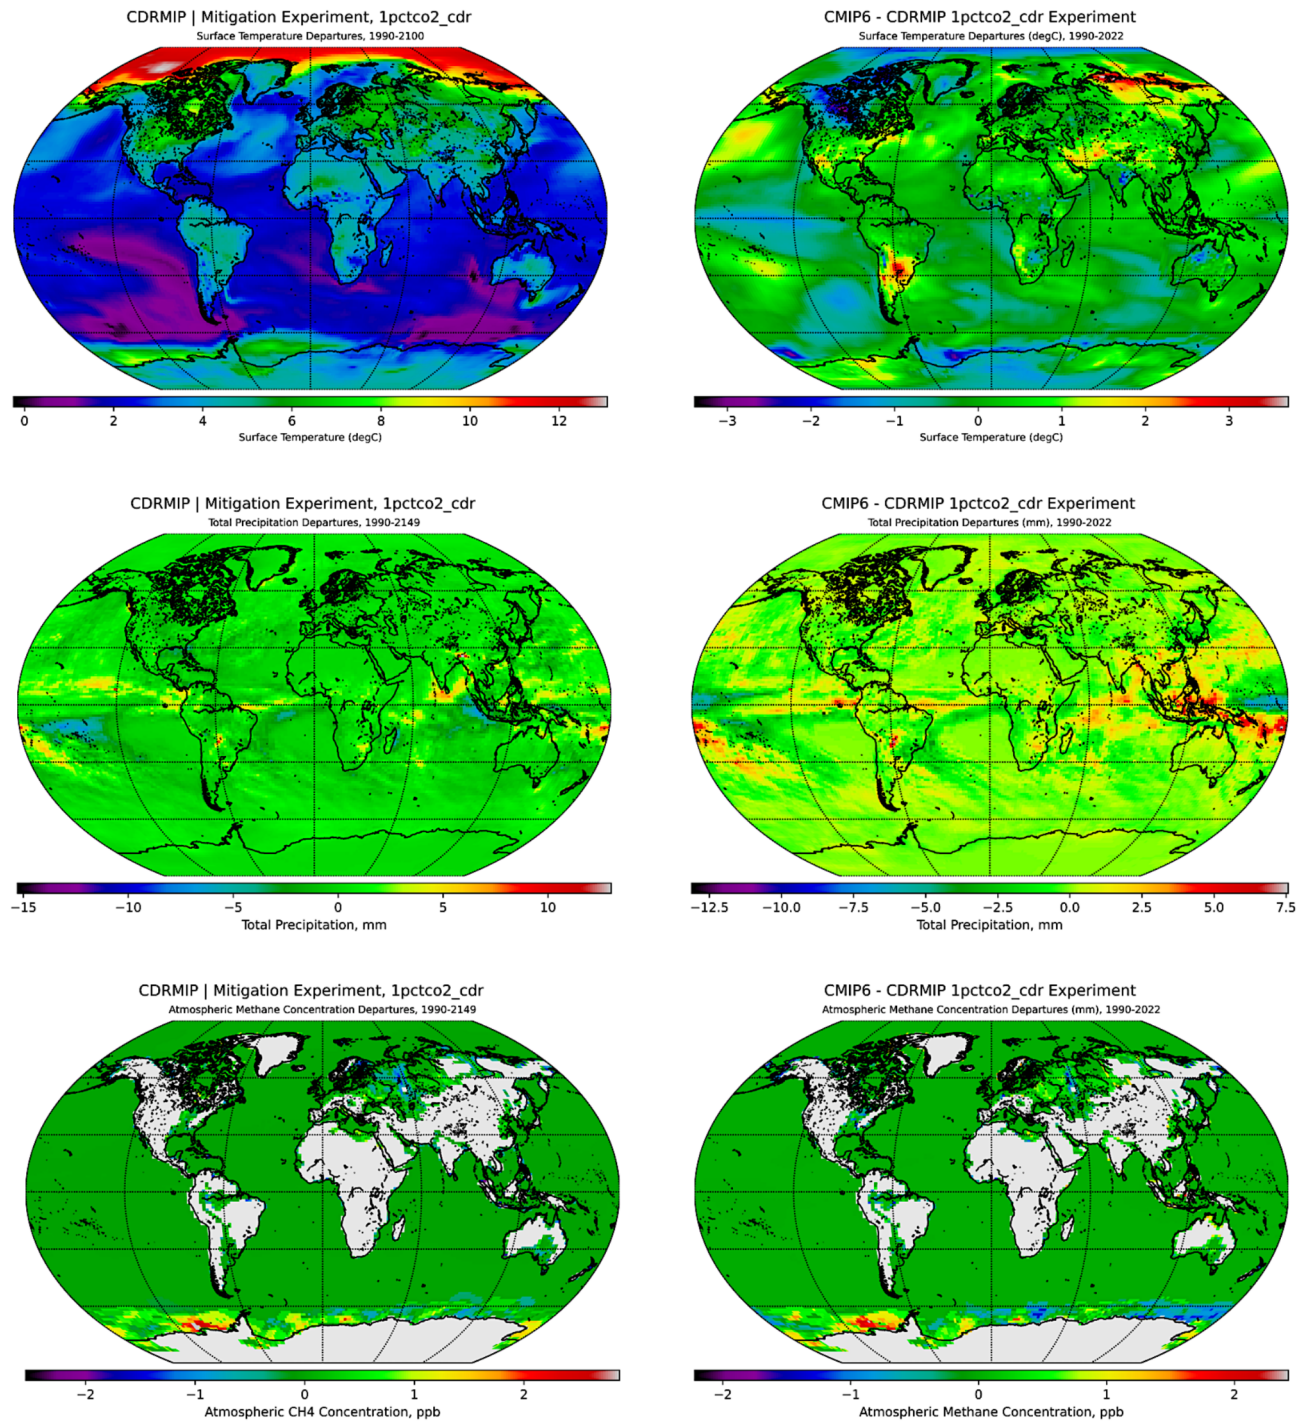 CDRMIP | Mitigation Experiment, 1pctco2_cdr
Surface Temperature Departures, 1990-2100
0 2 4 6 8 10 12
Surface Temperature (degC)
CMIP6 - CDRMIP 1pctco2_cdr Experiment
Surface Temperature Departures (degC), 1990-2022
−3 −2 −1 0 1 2 3
Surface Temperature (degC)
CDRMIP | Mitigation Experiment, 1pctco2_cdr
Total Precipitation Departures, 1990-2149
−15 −10 −5 0 5 10
Total Precipitation, mm
CMIP6 - CDRMIP 1pctco2_cdr Experiment
Total Precipitation Departures (mm), 1990-2022
−12.5 −10.0 −7.5 −5.0 −2.5 0.0 2.5 5.0 7.5
Total Precipitation, mm
CDRMIP | Mitigation Experiment, 1pctco2_cdr
Atmospheric Methane Concentration Departures, 1990-2149
−2 −1 0 1 2
Atmospheric CH4 Concentration, ppb
CMIP6 - CDRMIP 1pctco2_cdr Experiment
Atmospheric Methane Concentration Departures (mm), 1990-2022
−2 −1 0 1 2
Atmospheric Methane Concentration, ppb